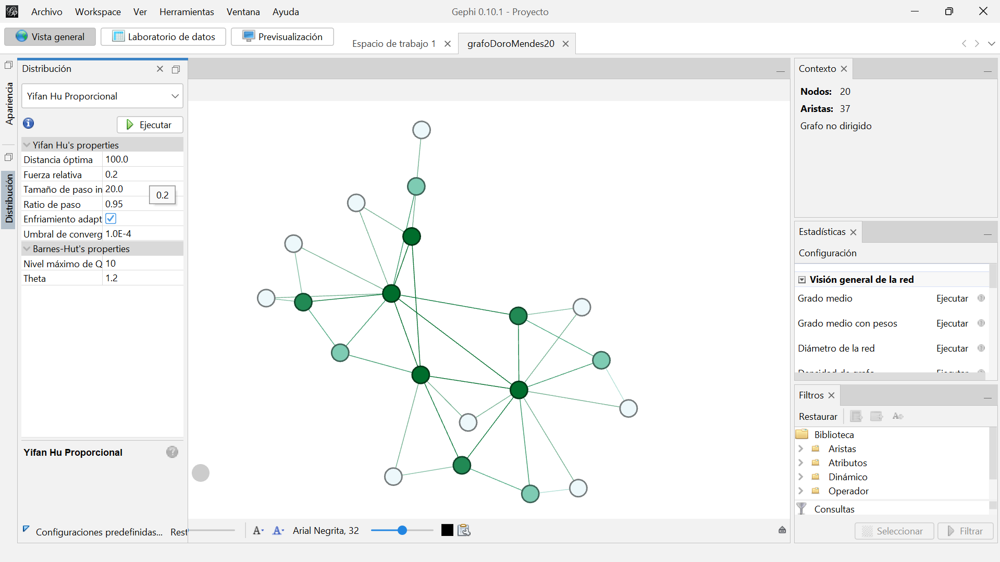 Archivo Workspace Ver Herramientas Ventana Ayuda
Gephi 0.10.1 - Proyecto
Vista general
Laboratorio de datos
Previsualización
Espacio de trabajo 1
grafoDoroMendes20
Apariencia
Distribución
Distribución
Yifan Hu Proporcional
Ejecutar
Yifan Hu's properties
Distancia óptima 100.0
Fuerza relativa 0.2
Tamaño de paso in 20.0
0.2
Ratio de paso 0.95
Enfriamiento adapt
Umbral de converg 1.0E-4
Barnes-Hut's properties
Nivel máximo de Q 10
Theta 1.2
Yifan Hu Proporcional
Configuraciones predefinidas... Rest
Arial Negrita, 32
Contexto
Nodos: 20
Aristas: 37
Grafo no dirigido
Estadísticas
Configuración
Visión general de la red
Grado medio Ejecutar
Grado medio con pesos Ejecutar
Diámetro de la red Ejecutar
Densidad de grafo Ejecutar
Filtros
Restaurar
Biblioteca
Aristas
Atributos
Dinámico
Operador
Consultas
Seleccionar
Filtrar